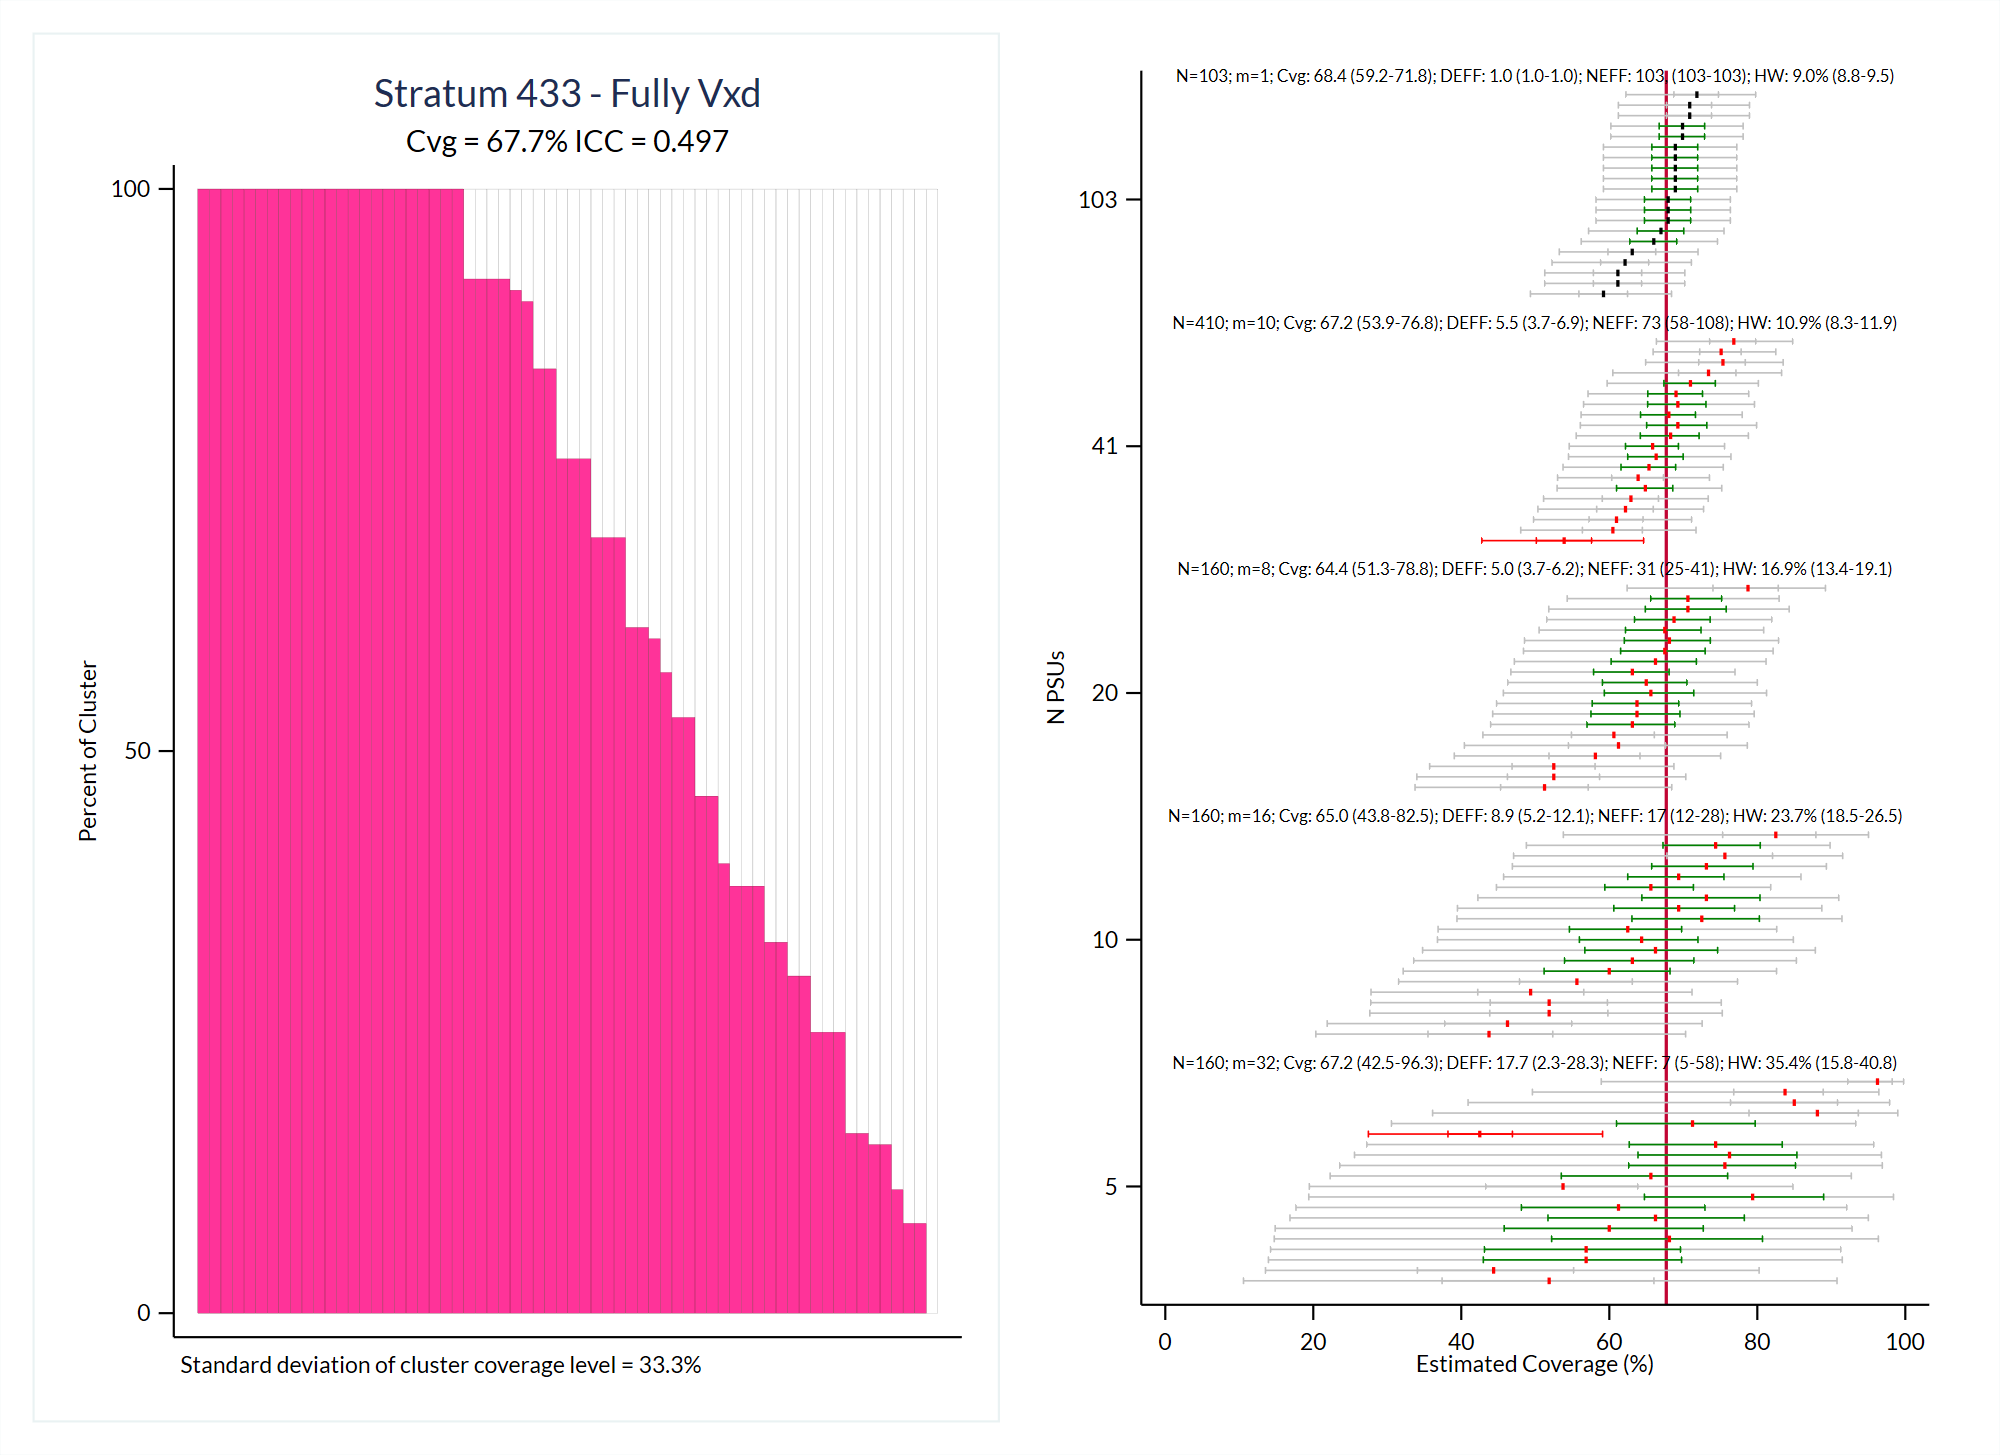 Stratum 433 - Fully Vxd
Cvg = 67.7% ICC = 0.497
100
50
0
Percent of Cluster
Standard deviation of cluster coverage level = 33.3%
N=103; m=1; Cvg: 68.4 (59.2-71.8); DEFF: 1.0 (1.0-1.0); NEFF: 103 (103-103); HW: 9.0% (8.8-9.5)
103
N=410; m=10; Cvg: 67.2 (53.9-76.8); DEFF: 5.5 (3.7-6.9); NEFF: 73 (58-108); HW: 10.9% (8.3-11.9)
41
N=160; m=8; Cvg: 64.4 (51.3-78.8); DEFF: 5.0 (3.7-6.2); NEFF: 31 (25-41); HW: 16.9% (13.4-19.1)
20
N=160; m=16; Cvg: 65.0 (43.8-82.5); DEFF: 8.9 (5.2-12.1); NEFF: 17 (12-28); HW: 23.7% (18.5-26.5)
10
N=160; m=32; Cvg: 67.2 (42.5-96.3); DEFF: 17.7 (2.3-28.3); NEFF: 7 (5-58); HW: 35.4% (15.8-40.8)
5
N PSUs
0 20 40 60 80 100
Estimated Coverage (%)